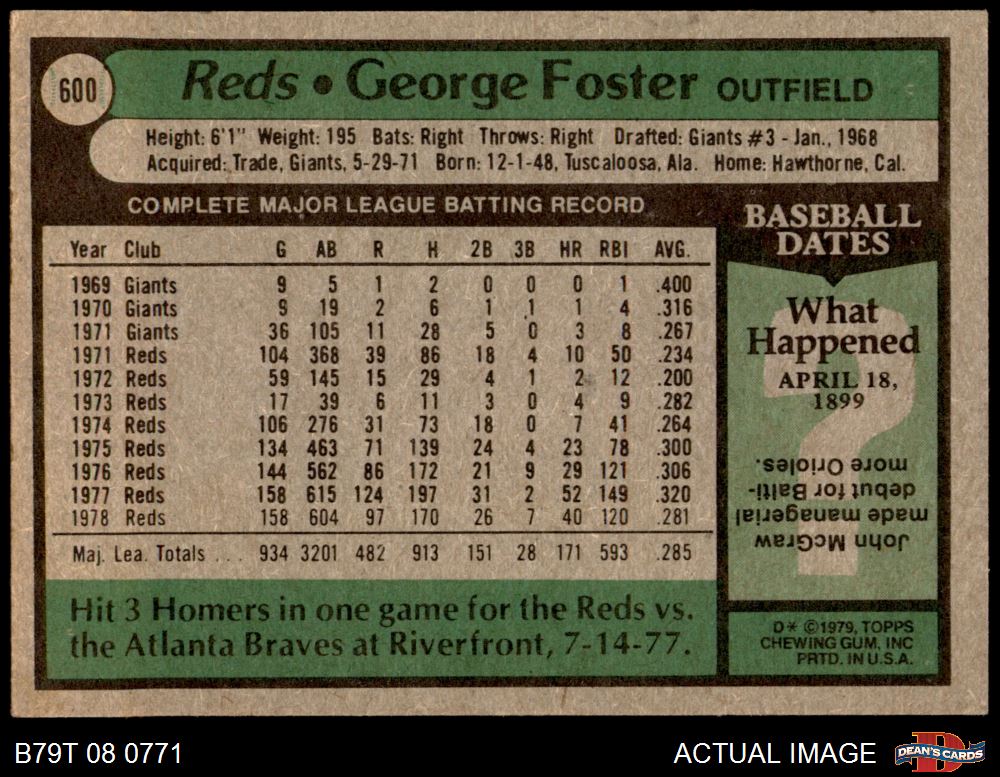 600
Reds • George Foster OUTFIELD
Height: 6'1" Weight: 195 Bats: Right Throws: Right Drafted: Giants #3 - Jan., 1968
Acquired: Trade, Giants, 5-29-71 Born: 12-1-48, Tuscaloosa, Ala. Home: Hawthorne, Cal.
COMPLETE MAJOR LEAGUE BATTING RECORD
Year Club G AB R H 2B 3B HR RBI AVG.
1969 Giants 9 5 1 2 0 0 0 1 .400
1970 Giants 9 19 2 6 1 1 1 4 .316
1971 Giants 36 105 11 28 5 0 3 8 .267
1971 Reds 104 368 39 86 18 4 10 50 .234
1972 Reds 59 145 15 29 4 1 2 12 .200
1973 Reds 17 39 6 11 3 0 4 9 .282
1974 Reds 106 276 31 73 18 0 7 41 .264
1975 Reds 134 463 71 139 24 4 23 78 .300
1976 Reds 144 562 86 172 21 9 29 121 .306
1977 Reds 158 615 124 197 31 2 52 149 .320
1978 Reds 158 604 97 170 26 7 40 120 .281
Maj. Lea. Totals ... 934 3201 482 913 151 28 171 593 .285
Hit 3 Homers in one game for the Reds vs.
the Atlanta Braves at Riverfront, 7-14-77.
BASEBALL
DATES
What
Happened
APRIL 18,
1899
?
John McGraw
made managerial
debut for Balti-
more Orioles.
D* ©1979, TOPPS
CHEWING GUM, INC
PRTD. IN U.S.A.
B79T 08 0771
ACTUAL IMAGE
D
DEAN'S CARDS